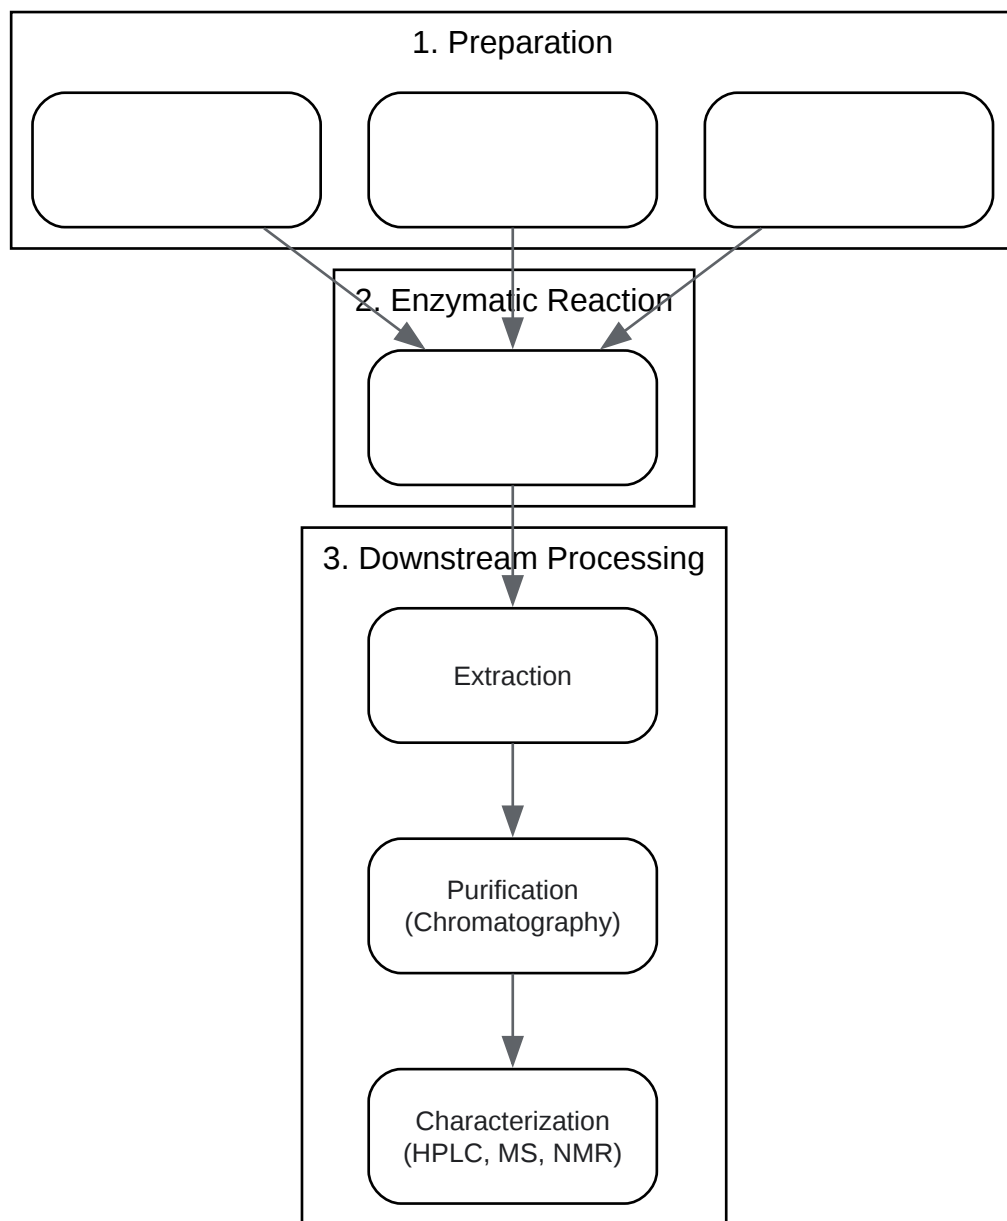 1. Preparation
2. Enzymatic Reaction
3. Downstream Processing
Extraction
Purification
(Chromatography)
Characterization
(HPLC, MS, NMR)